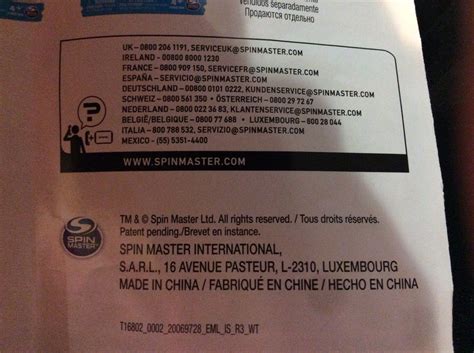 4+
4+
vendidos separadamente
Продаются отдельно
UK – 0800 206 1191, SERVICEUK@SPINMASTER.COM
IRELAND - 00800 8000 1230
FRANCE – 0800 909 150, SERVICEFR@SPINMASTER.COM
ESPAÑA – SERVICIO@SPINMASTER.COM
DEUTSCHLAND – 00800 0101 0222, KUNDENSERVICE@SPINMASTER.COM
SCHWEIZ – 0800 561 350 • ÖSTERREICH – 0800 29 72 67
NEDERLAND – 0800 022 36 83, KLANTENSERVICE@SPINMASTER.COM
BELGIË/BELGIQUE – 0800 77 688 • LUXEMBOURG – 800 28 044
ITALIA – 800 788 532, SERVIZIO@SPINMASTER.COM
MEXICO - (55) 5351-4400
?
WWW.SPINMASTER.COM
SPIN
MASTER
TM & © Spin Master Ltd. All rights reserved. / Tous droits réservés.
Patent pending./Brevet en instance.
SPIN MASTER INTERNATIONAL,
S.A.R.L., 16 AVENUE PASTEUR, L-2310, LUXEMBOURG
MADE IN CHINA / FABRIQUÉ EN CHINE / HECHO EN CHINA
T16802_0002_20069728_EML_IS_R3_WT